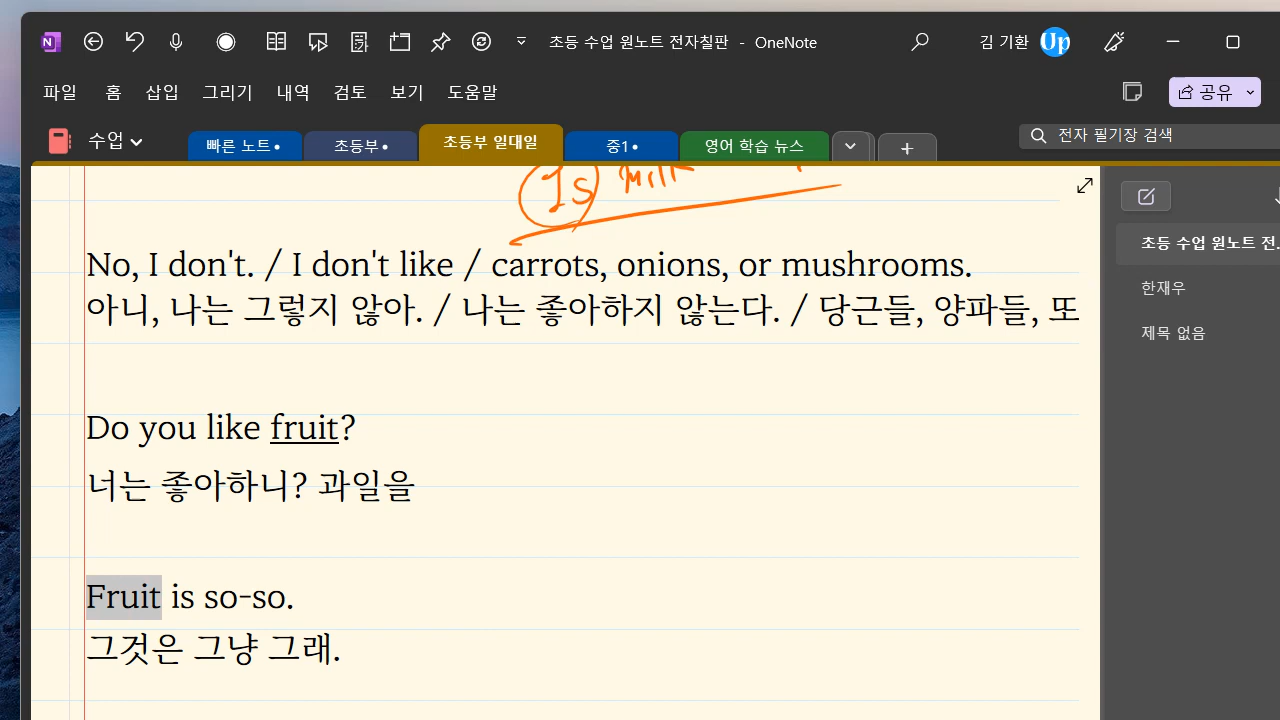 초등 수업 원노트 전자칠판 - OneNote
김 기환
Up
파일 홈 삽입 그리기 내역 검토 보기 도움말
공유
수업
빠른 노트
초등부
초등부 일대일
중1
영어 학습 뉴스
전자 필기장 검색
Is Milk
No, I don't. / I don't like / carrots, onions, or mushrooms.
아니, 나는 그렇지 않아. / 나는 좋아하지 않는다. / 당근들, 양파들, 또
Do you like fruit?
너는 좋아하니? 과일을
Fruit is so-so.
그것은 그냥 그래.
초등 수업 원노트 전...
한재우
제목 없음